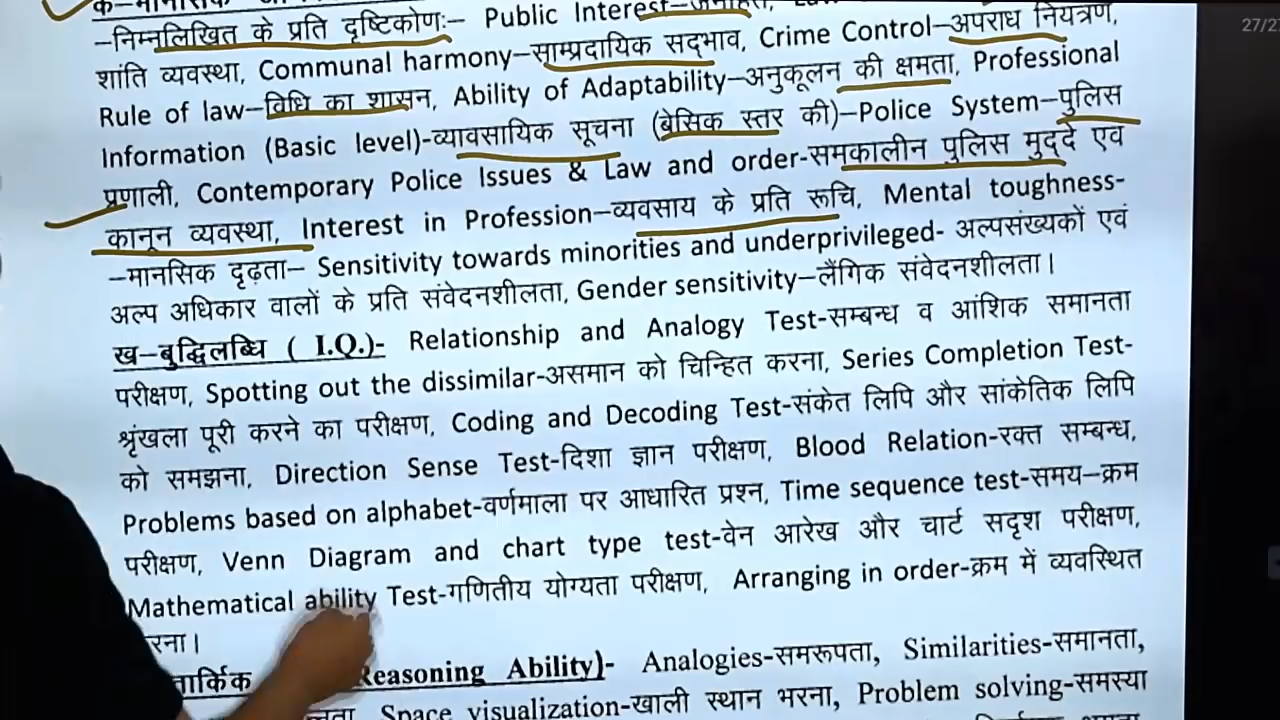 क–मानसिक
–निम्नलिखित के प्रति दृष्टिकोणः– Public Interest–जनहित,
शांति व्यवस्था, Communal harmony–साम्प्रदायिक सद्भाव, Crime Control–अपराध नियंत्रण,
Rule of law–विधि का शासन, Ability of Adaptability–अनुकूलन की क्षमता, Professional
Information (Basic level)-व्यावसायिक सूचना (बेसिक स्तर की)–Police System–पुलिस
प्रणाली, Contemporary Police Issues & Law and order-समकालीन पुलिस मुद्दे एवं
कानून व्यवस्था, Interest in Profession–व्यवसाय के प्रति रूचि, Mental toughness-
–मानसिक दृढ़ता– Sensitivity towards minorities and underprivileged- अल्पसंख्यकों एवं
अल्प अधिकार वालों के प्रति संवेदनशीलता, Gender sensitivity–लैंगिक संवेदनशीलता।
ख–बुद्धिलब्धि ( I.Q.)- Relationship and Analogy Test-सम्बन्ध व आंशिक समानता
परीक्षण, Spotting out the dissimilar-असमान को चिन्हित करना, Series Completion Test-
श्रृंखला पूरी करने का परीक्षण, Coding and Decoding Test-संकेत लिपि और सांकेतिक लिपि
को समझना, Direction Sense Test-दिशा ज्ञान परीक्षण, Blood Relation-रक्त सम्बन्ध,
Problems based on alphabet-वर्णमाला पर आधारित प्रश्न, Time sequence test-समय–क्रम
परीक्षण, Venn Diagram and chart type test-वेन आरेख और चार्ट सदृश परीक्षण,
Mathematical ability Test-गणितीय योग्यता परीक्षण, Arranging in order-क्रम में व्यवस्थित
रना।
तार्किक Reasoning Ability)- Analogies-समरूपता, Similarities-समानता,
Space visualization-खाली स्थान भरना, Problem solving-समस्या
27/2